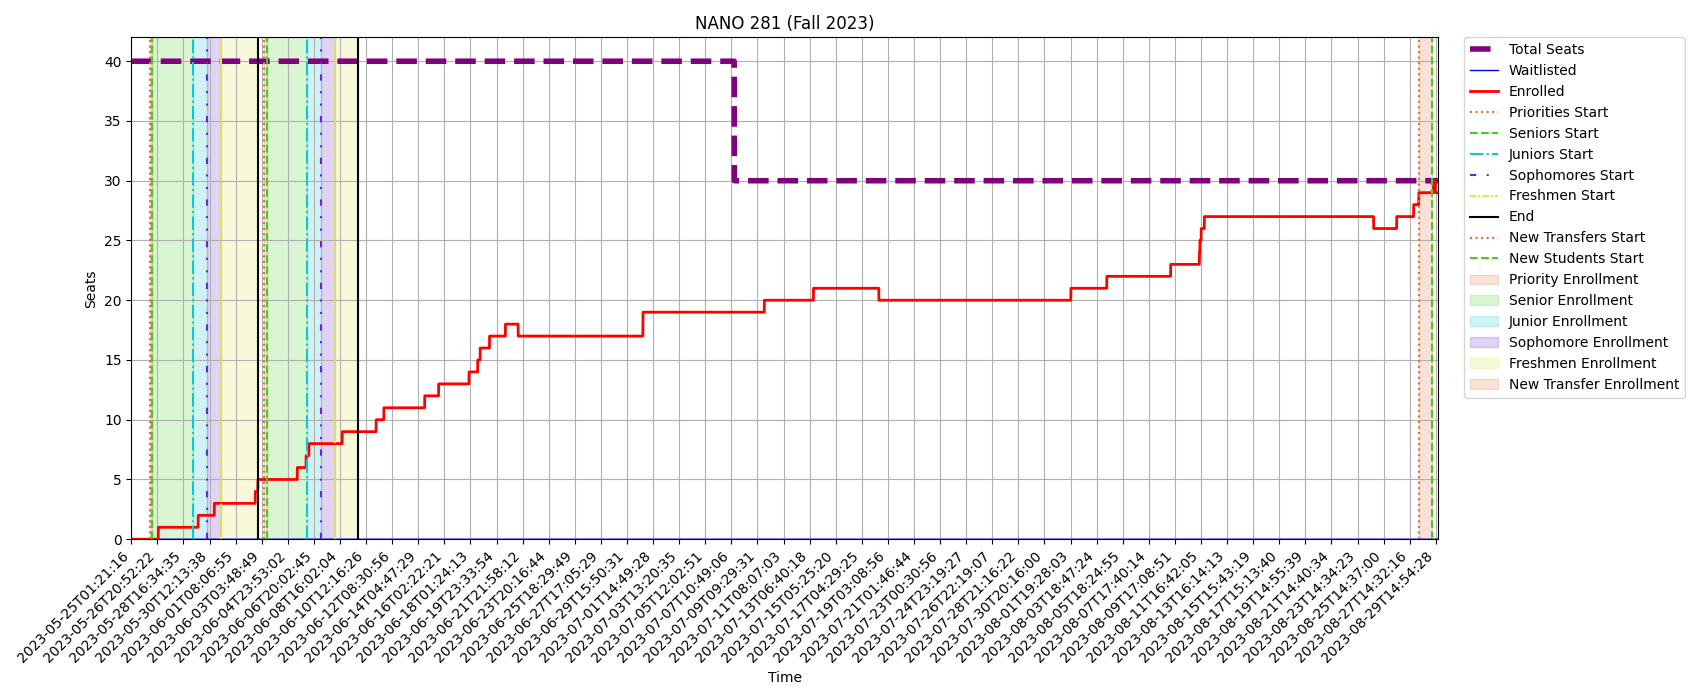 NANO 281 (Fall 2023)
Seats
40
35
30
25
20
15
10
5
0
2023-05-25T01:21:16
2023-05-26T20:52:22
2023-05-28T16:34:35
2023-05-30T12:13:38
2023-06-01T08:06:55
2023-06-03T03:48:49
2023-06-04T23:53:02
2023-06-06T20:02:45
2023-06-08T16:02:04
2023-06-10T12:16:26
2023-06-12T08:30:56
2023-06-14T04:47:29
2023-06-16T02:22:21
2023-06-18T01:24:13
2023-06-19T23:33:54
2023-06-21T21:58:12
2023-06-23T20:16:44
2023-06-25T18:29:49
2023-06-27T17:05:29
2023-06-29T15:50:31
2023-07-01T14:49:28
2023-07-03T13:20:35
2023-07-05T12:02:51
2023-07-07T10:49:06
2023-07-09T09:29:31
2023-07-11T08:07:03
2023-07-13T06:40:18
2023-07-15T05:25:20
2023-07-17T04:29:25
2023-07-19T03:08:56
2023-07-21T01:46:44
2023-07-23T00:30:56
2023-07-24T23:19:27
2023-07-26T22:19:07
2023-07-28T21:16:22
2023-07-30T20:16:00
2023-08-01T19:28:03
2023-08-03T18:47:24
2023-08-05T18:24:55
2023-08-07T17:40:14
2023-08-09T17:08:51
2023-08-11T16:42:05
2023-08-13T16:14:13
2023-08-15T15:43:19
2023-08-17T15:13:40
2023-08-19T14:55:39
2023-08-21T14:40:34
2023-08-23T14:34:23
2023-08-25T14:37:00
2023-08-27T14:32:16
2023-08-29T14:54:28
Time
Total Seats
Waitlisted
Enrolled
Priorities Start
Seniors Start
Juniors Start
Sophomores Start
Freshmen Start
End
New Transfers Start
New Students Start
Priority Enrollment
Senior Enrollment
Junior Enrollment
Sophomore Enrollment
Freshmen Enrollment
New Transfer Enrollment